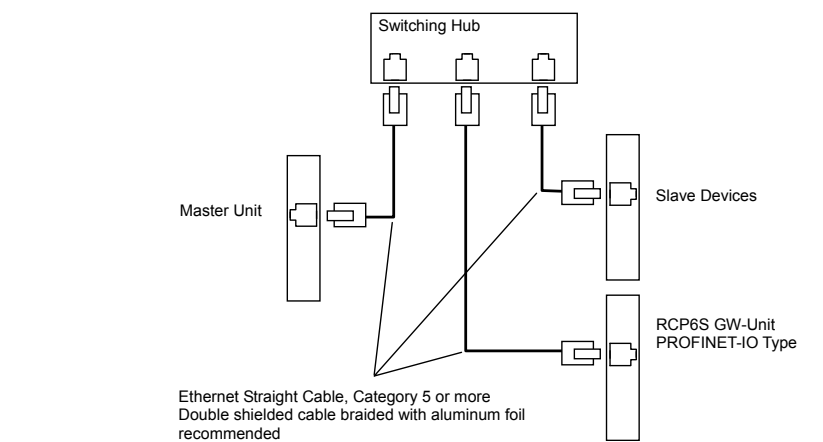 Switching Hub
Master Unit
Slave Devices
RCP6S GW-Unit
PROFINET-IO Type
Ethernet Straight Cable, Category 5 or more
Double shielded cable braided with aluminum foil
recommended